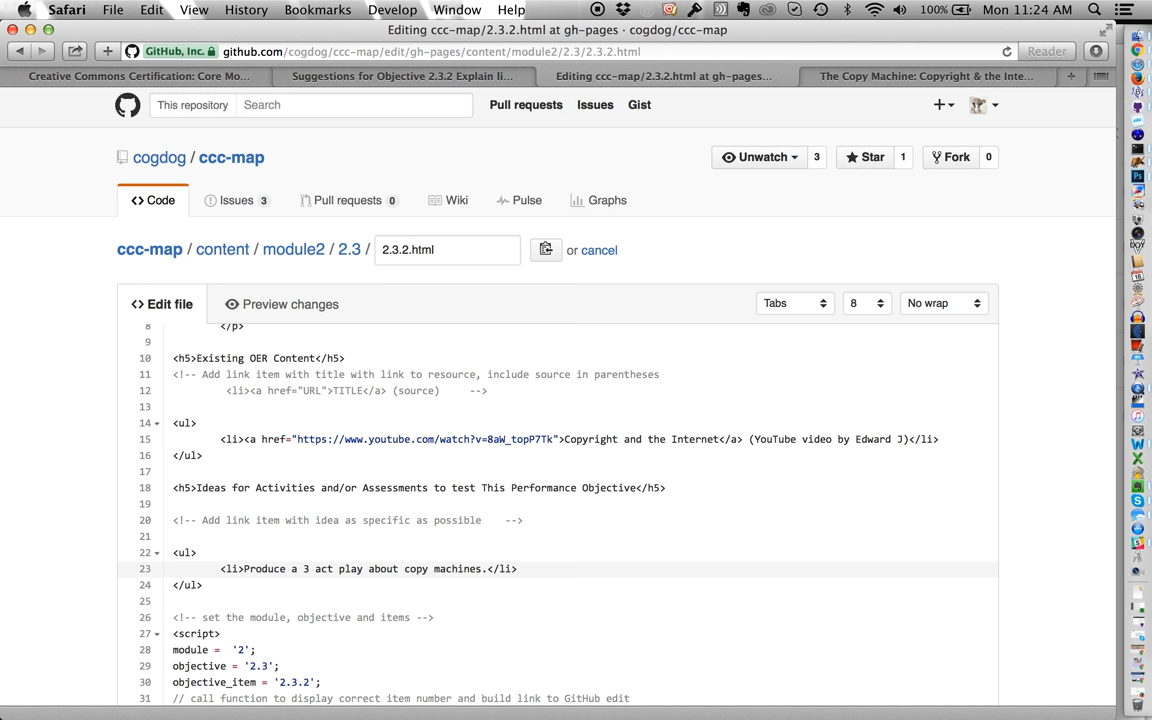 Safari File Edit View History Bookmarks Develop Window Help 100% Mon 11:24 AM
Editing ccc-map/2.3.2.html at gh-pages · cogdog/ccc-map
GitHub, Inc. github.com/cogdog/ccc-map/edit/gh-pages/content/module2/2.3/2.3.2.html Reader
Creative Commons Certification: Core Mo... Suggestions for Objective 2.3.2 Explain li... Editing ccc-map/2.3.2.html at gh-pages... The Copy Machine: Copyright & the Inte...
This repository Search Pull requests Issues Gist
cogdog / ccc-map Unwatch 3 Star 1 Fork 0
Code Issues 3 Pull requests 0 Wiki Pulse Graphs
ccc-map / content / module2 / 2.3 / 2.3.2.html or cancel
Edit file Preview changes Tabs 8 No wrap
8 </p>
9
10 <h5>Existing OER Content</h5>
11 <!-- Add link item with title with link to resource, include source in parentheses
12 <li><a href="URL">TITLE</a> (source) -->
13
14 <ul>
15 <li><a href="https://www.youtube.com/watch?v=8aW_topP7Tk">Copyright and the Internet</a> (YouTube video by Edward J)</li>
16 </ul>
17
18 <h5>Ideas for Activities and/or Assessments to test This Performance Objective</h5>
19
20 <!-- Add link item with idea as specific as possible -->
21
22 <ul>
23 <li>Produce a 3 act play about copy machines.</li>
24 </ul>
25
26 <!-- set the module, objective and items -->
27 <script>
28 module = '2';
29 objective = '2.3';
30 objective_item = '2.3.2';
31 // call function to display correct item number and build link to GitHub edit